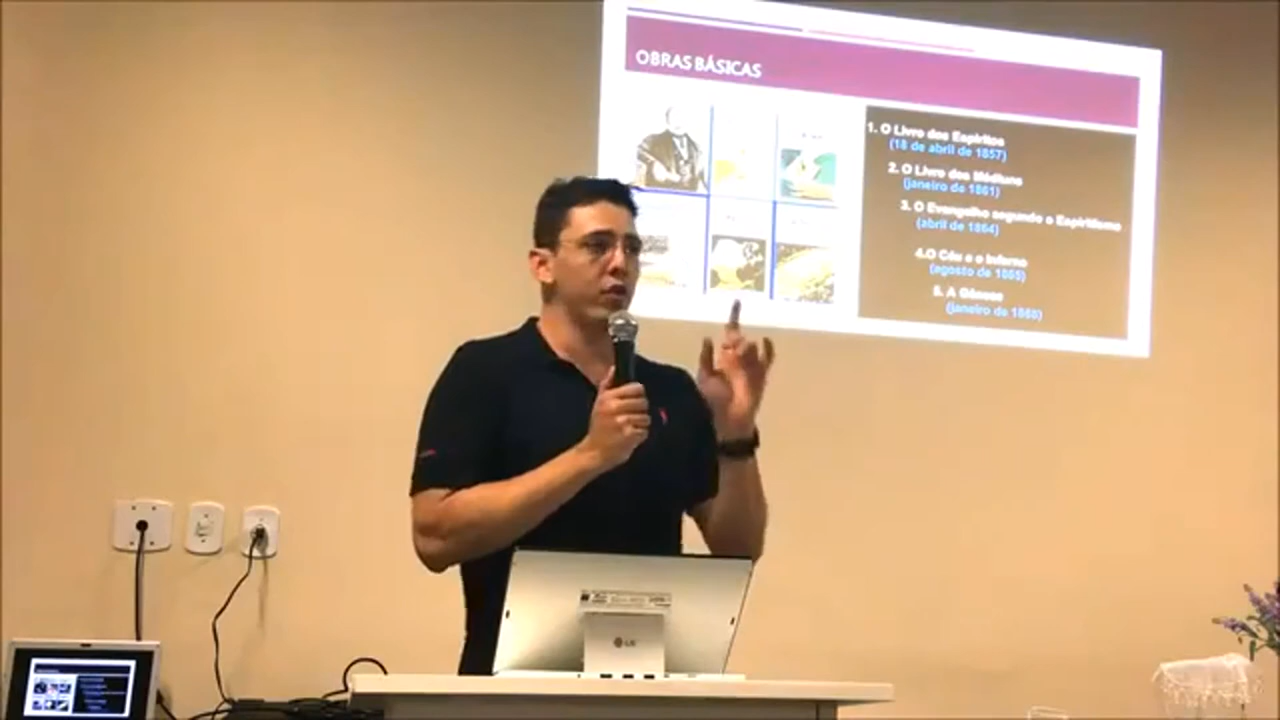 OBRAS BÁSICAS
1. O Livro dos Espíritos
(18 de abril de 1857)
2. O Livro dos Médiuns
(janeiro de 1861)
3. O Evangelho segundo o Espiritismo
(abril de 1864)
4.O Céu e o Inferno
(agosto de 1865)
5. A Gênese
(janeiro de 1868)
LG